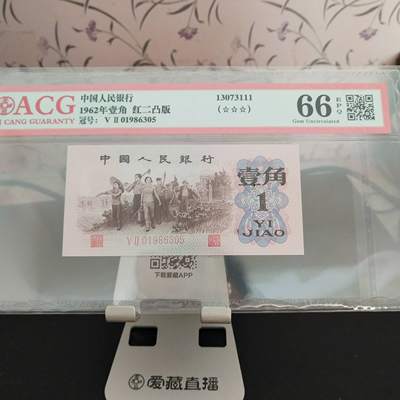 ACG
I CANG GUARANTY
中国人民银行
1962年壹角 红二凸版
冠号: V II 01986305
13073111
(☆☆☆)
66
EPQ
Gem Uncirculated
中国人民银行
壹角
1
YI
JIAO
V II 01986305
下载爱藏APP
爱藏直播